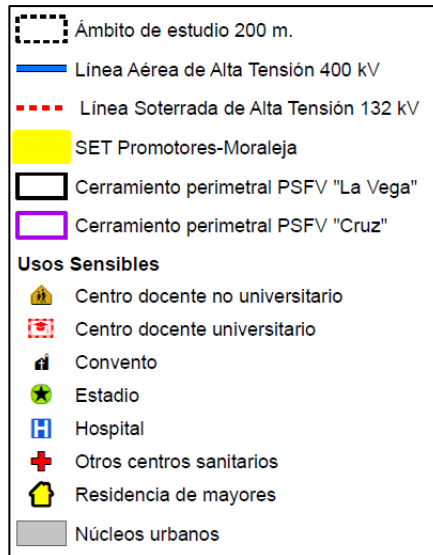 Ámbito de estudio 200 m.
Línea Aérea de Alta Tensión 400 kV
Línea Soterrada de Alta Tensión 132 kV
SET Promotores-Moraleja
Cerramiento perimetral PSFV "La Vega"
Cerramiento perimetral PSFV "Cruz"
Usos Sensibles
Centro docente no universitario
Centro docente universitario
Convento
Estadio
H Hospital
Otros centros sanitarios
Residencia de mayores
Núcleos urbanos